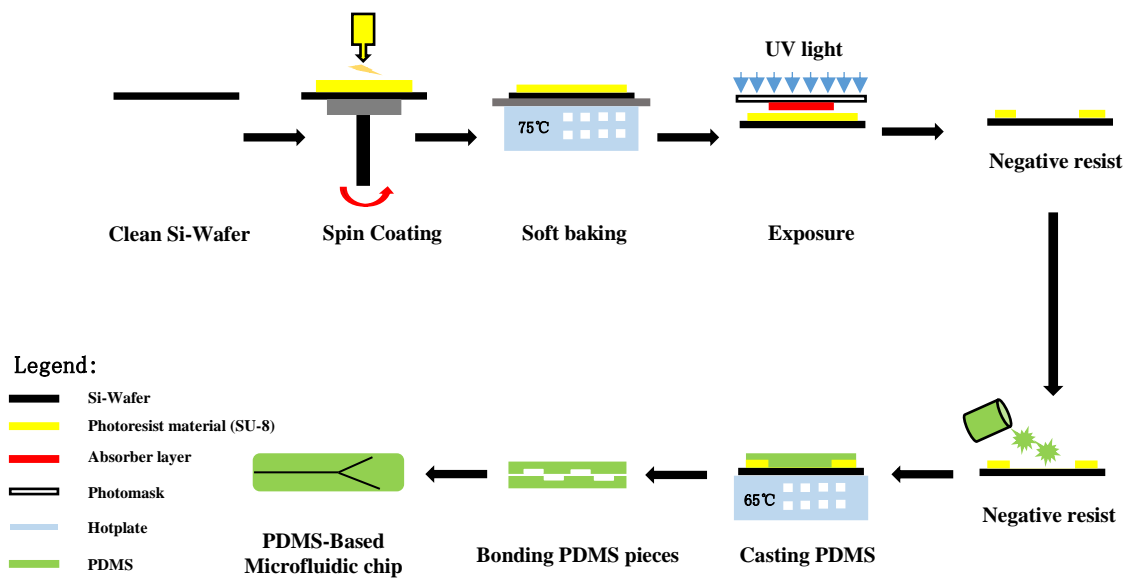 UV light
75℃
Negative resist
Clean Si-Wafer
Spin Coating
Soft baking
Exposure
Legend:
Si-Wafer
Photoresist material (SU-8)
Absorber layer
Photomask
Hotplate
PDMS
65℃
Negative resist
Casting PDMS
Bonding PDMS pieces
PDMS-Based
Microfluidic chip